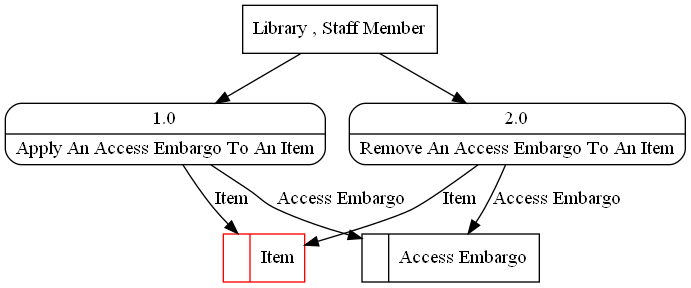 Library , Staff Member
1.0
Apply An Access Embargo To An Item
2.0
Remove An Access Embargo To An Item
Item
Access Embargo
Item
Access Embargo
Item
Access Embargo